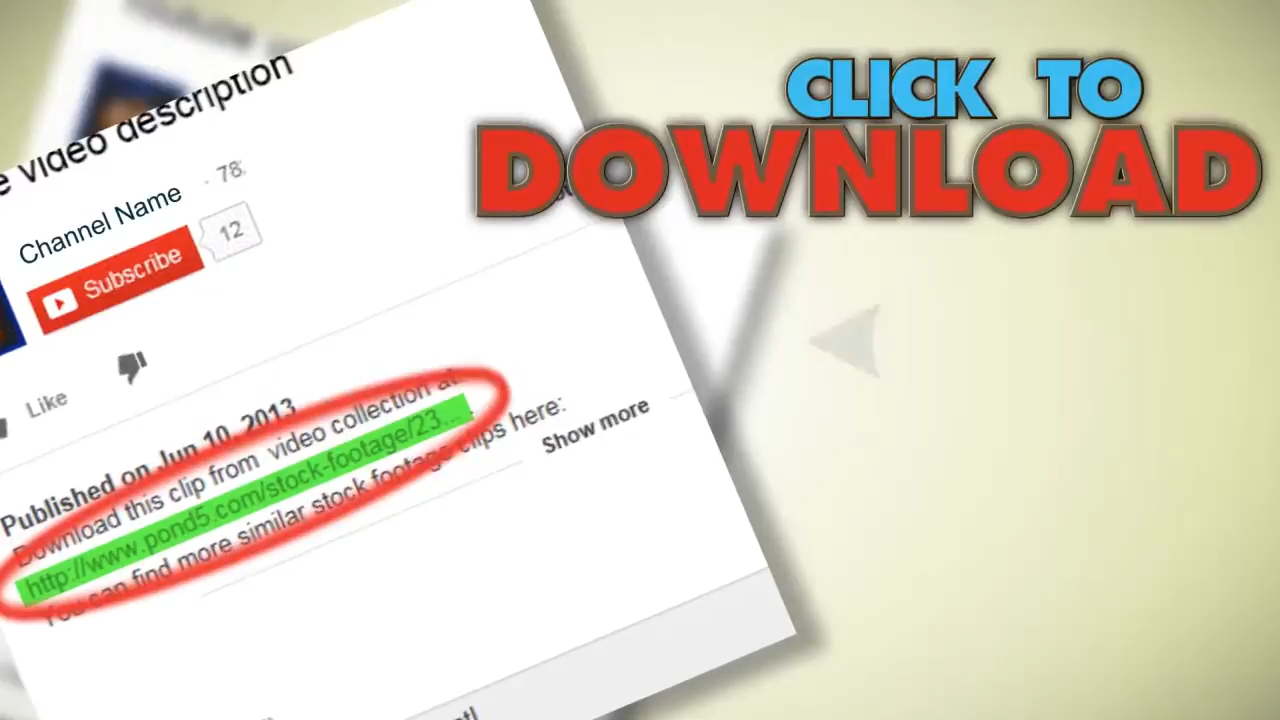 CLICK TO
DOWNLOAD
video description
Channel Name
78
Subscribe
12
Like
Published on Jun 10, 2013
Download this clip from video collection at
http://www.pond5.com/stock-footage/23...
You can find more similar stock footage clips here:
Show more